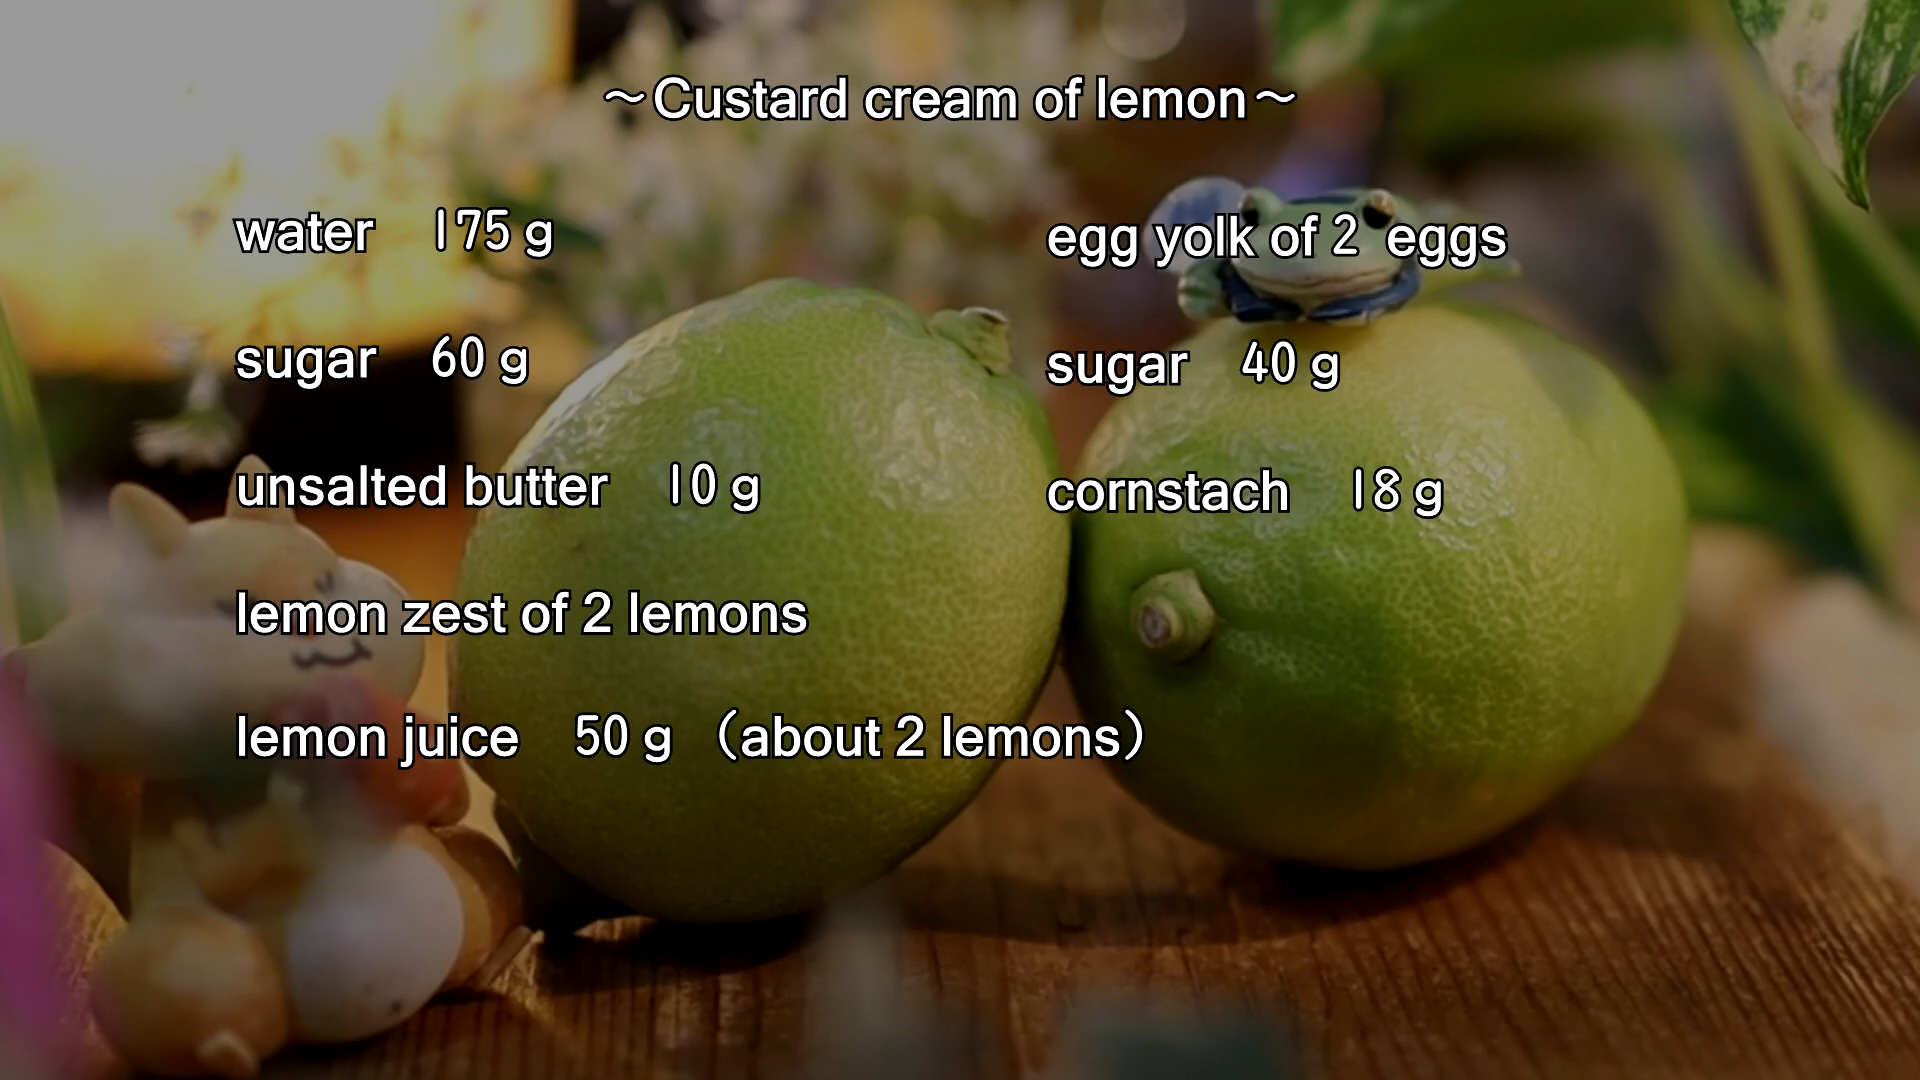 ～Custard cream of lemon～
water 175 g
sugar 60 g
unsalted butter 10 g
lemon zest of 2 lemons
lemon juice 50 g （about 2 lemons）
egg yolk of 2 eggs
sugar 40 g
cornstach 18 g